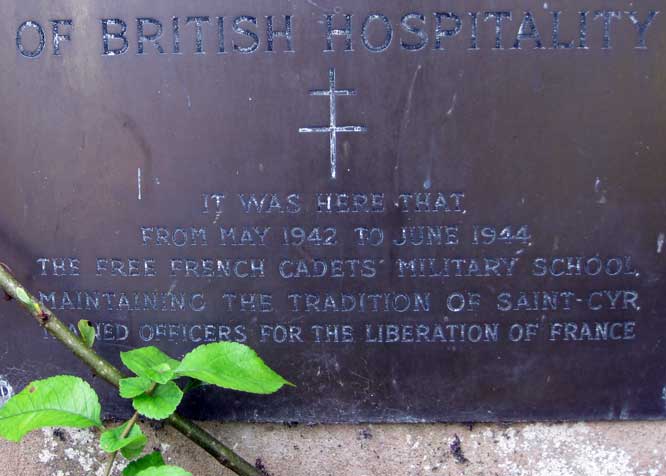 OF BRITISH HOSPITALITY
IT WAS HERE THAT
FROM MAY 1942 TO JUNE 1944
THE FREE FRENCH CADETS' MILITARY SCHOOL,
MAINTAINING THE TRADITION OF SAINT-CYR,
OFFICERS FOR THE LIBERATION OF FRANCE